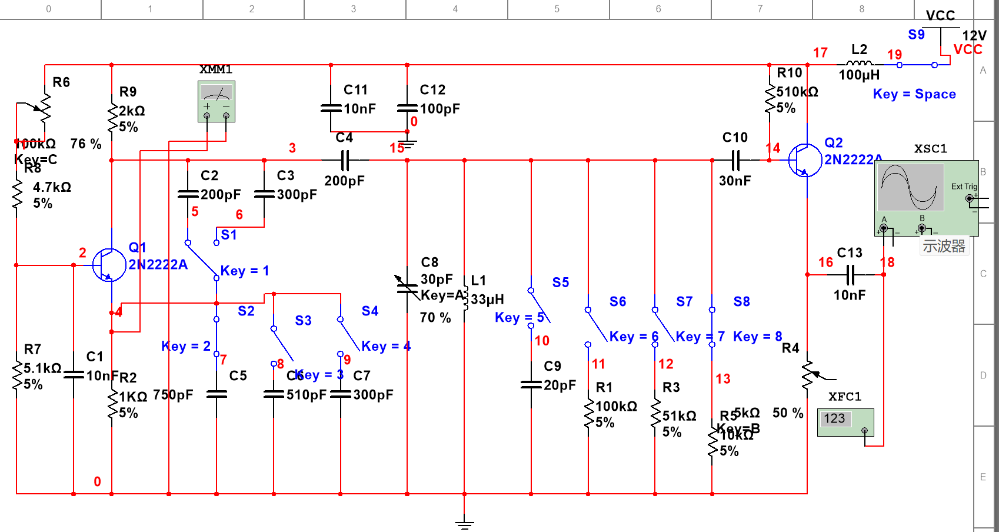 0 1 2 3 4 5 6 7 8
VCC
S9
12V
VCC
17
L2
19
100µH
A
Key = Space
XMM1
R6
R9
2kΩ
5%
C11
10nF
C12
100pF
0
R10
510kΩ
5%
100kΩ
76 %
Key=C
R8
4.7kΩ
5%
3
C4
200pF
15
C10
30nF
14
Q2
2N2222A
XSC1
Ext Trig
A
B
示波器
B
C2
200pF
5
C3
300pF
6
S1
Key = 1
2
Q1
2N2222A
C8
30pF
Key=A
70 %
L1
33µH
S5
Key = 5
10
S6
Key = 6
S7
Key = 7
S8
Key = 8
16
C13
18
10nF
C
4
S2
Key = 2
S3
Key = 3
S4
Key = 4
7
8
9
R7
5.1kΩ
5%
C1
10nF
R2
1KΩ
5%
C5
750pF
C6
510pF
C7
300pF
C9
20pF
11
R1
100kΩ
5%
12
R3
51kΩ
5%
13
R5
10kΩ
5%
R4
5kΩ
50 %
Key=B
XFC1
123
D
0
E